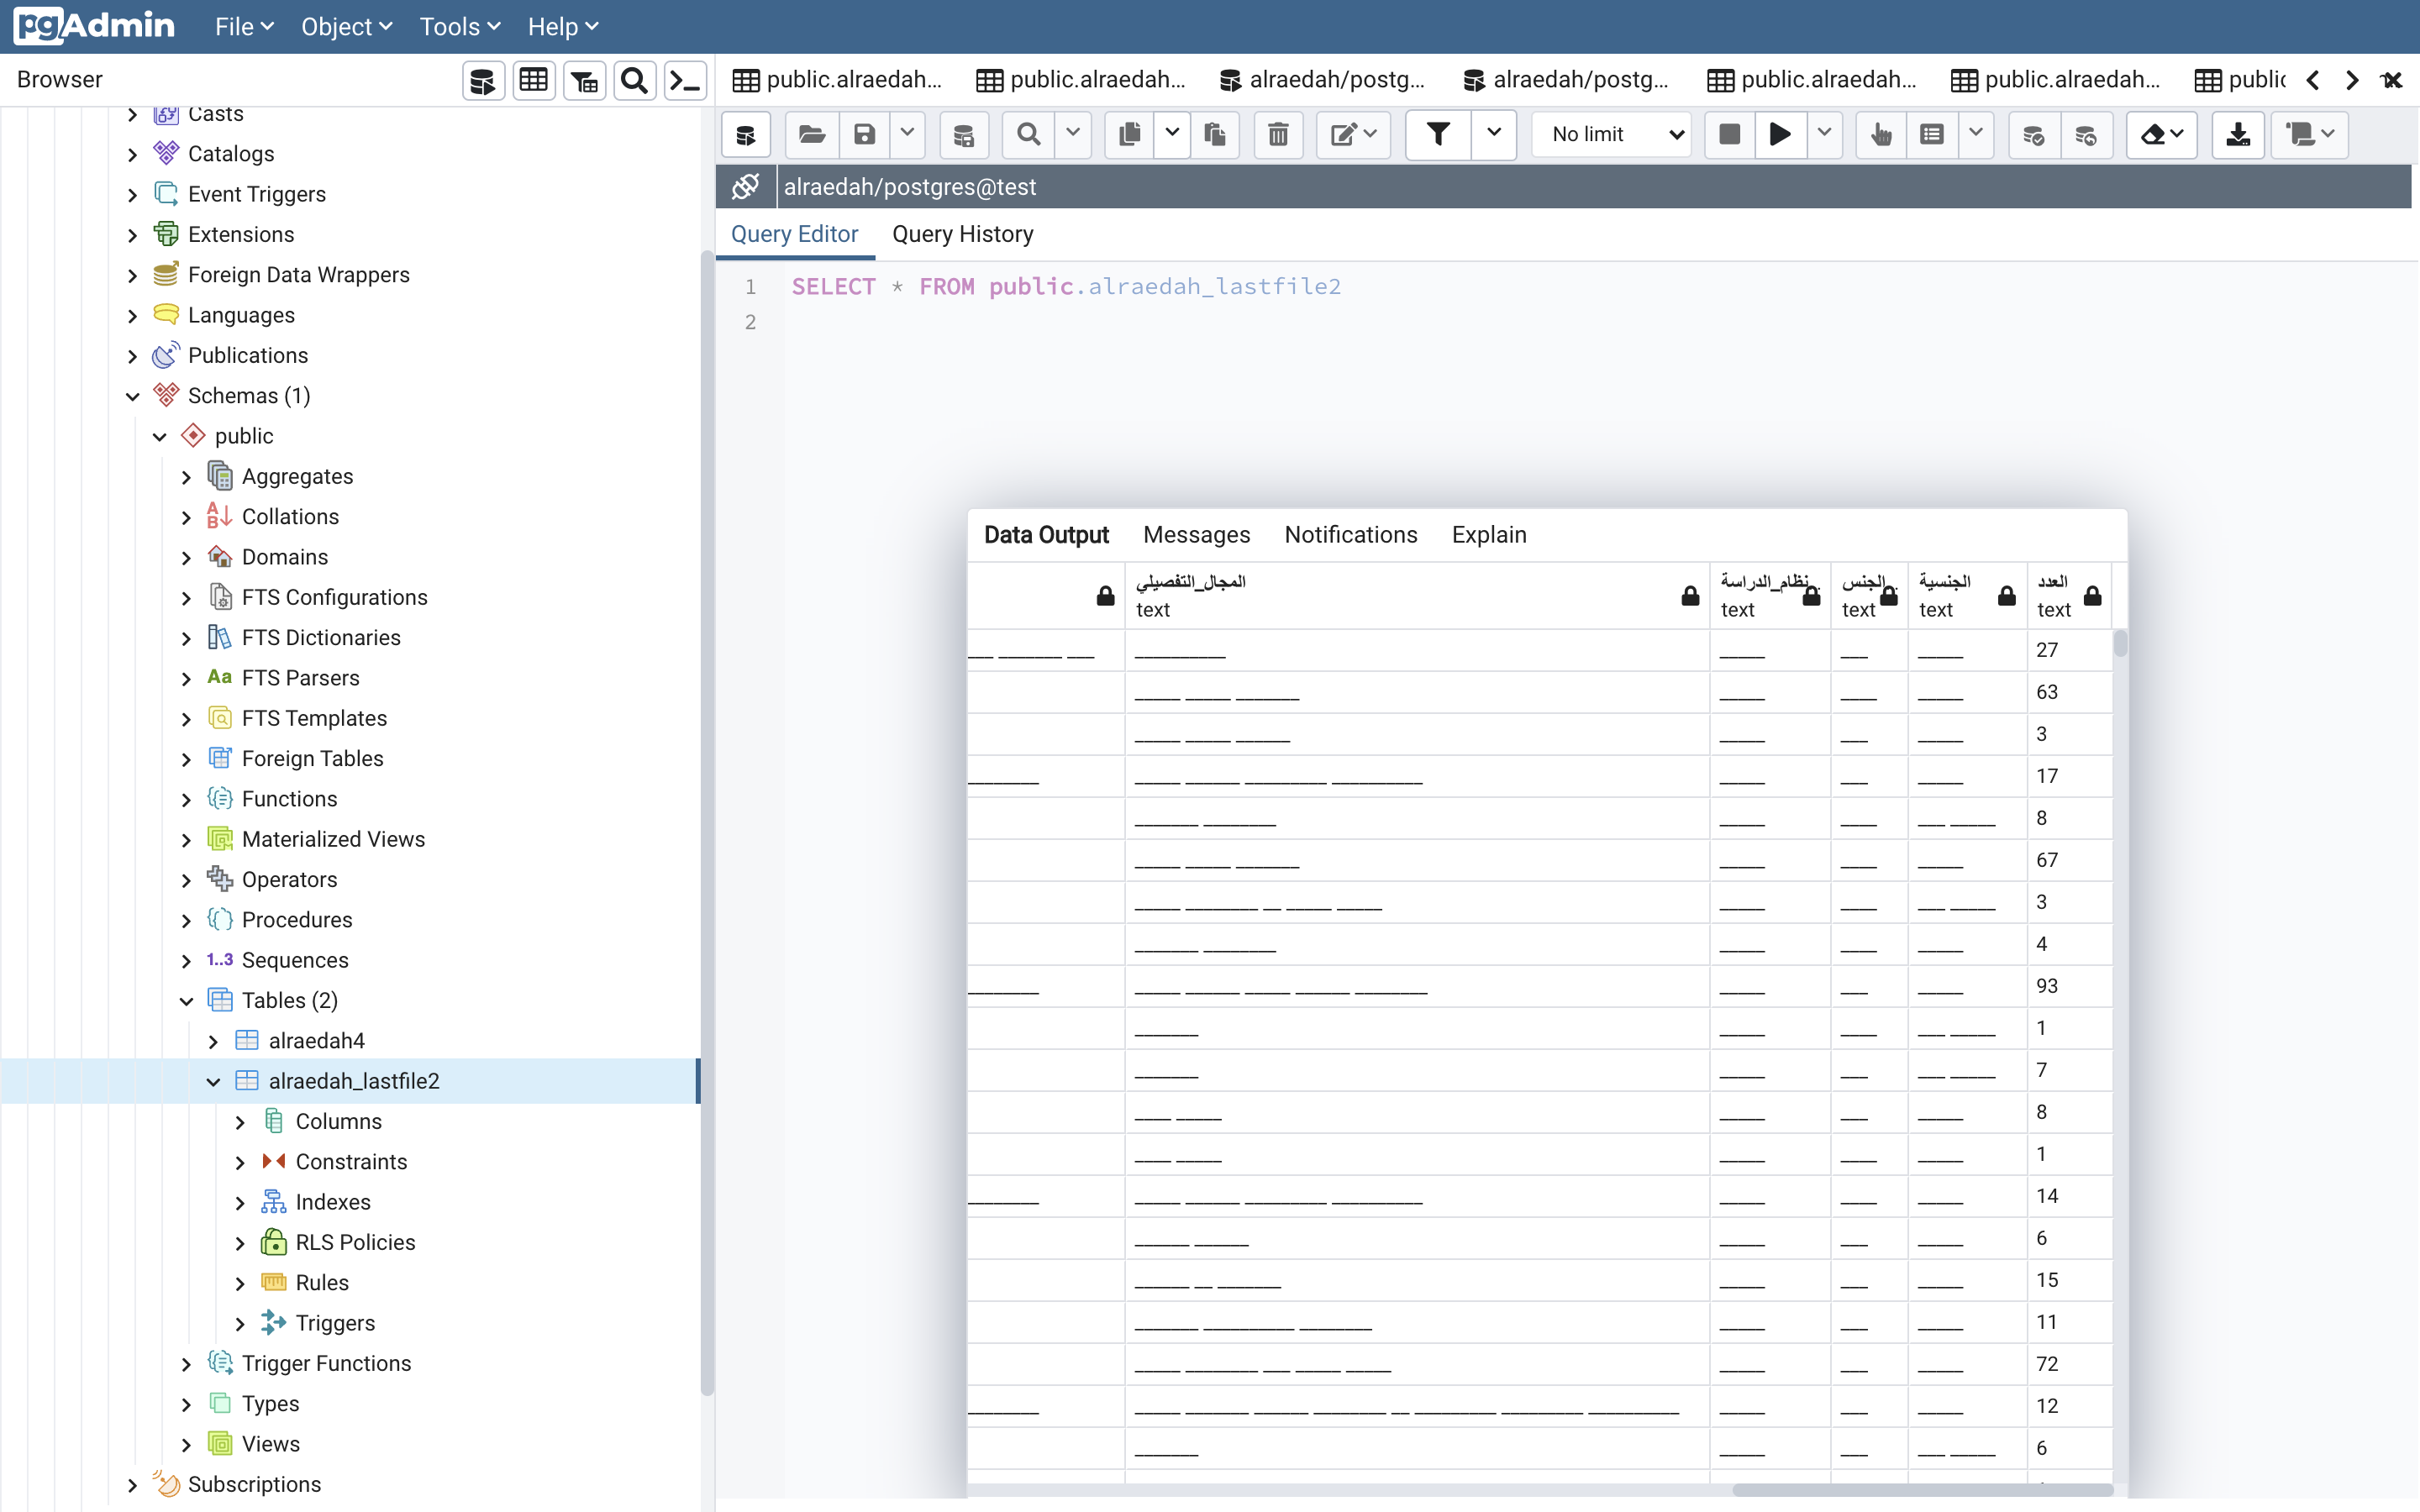 pgAdmin File Object Tools Help
Browser
public.alraedah... public.alraedah... alraedah/postg... alraedah/postg... public.alraedah... public.alraedah...
No limit
alraedah/postgres@test
Query Editor Query History
1 SELECT * FROM public.alraedah_lastfile2
2
Casts
Catalogs
Event Triggers
Extensions
Foreign Data Wrappers
Languages
Publications
Schemas (1)
public
Aggregates
Collations
Domains
FTS Configurations
FTS Dictionaries
Aa FTS Parsers
FTS Templates
Foreign Tables
Functions
Materialized Views
Operators
Procedures
1..3 Sequences
Tables (2)
alraedah4
alraedah_lastfile2
Columns
Constraints
Indexes
RLS Policies
Rules
Triggers
Trigger Functions
Types
Views
Subscriptions
Data Output Messages Notifications Explain
المجال_التفصيلي نظام_الدراسة الجنس الجنسية العدد
text text text text text
27
63
3
17
8
67
3
4
93
1
7
8
1
14
6
15
11
72
12
6